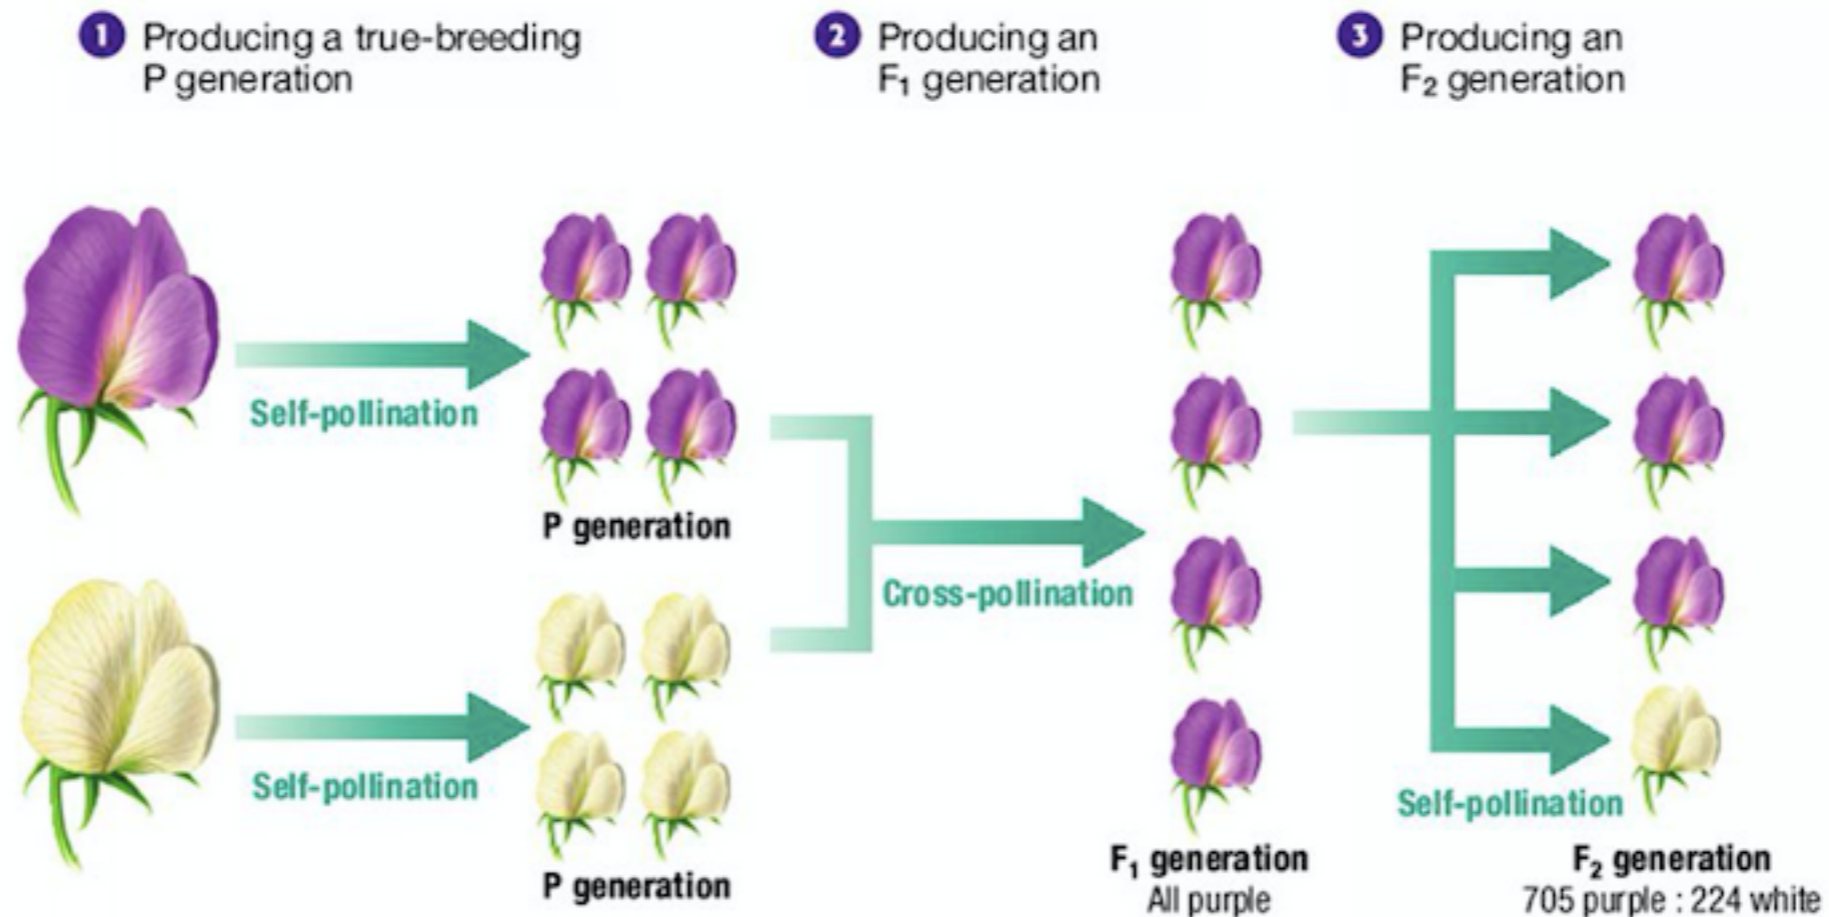 1 Producing a true-breeding
P generation
2 Producing an
F₁ generation
3 Producing an
F₂ generation
Self-pollination
P generation
Cross-pollination
Self-pollination
P generation
Self-pollination
F₁ generation
All purple
F₂ generation
705 purple : 224 white